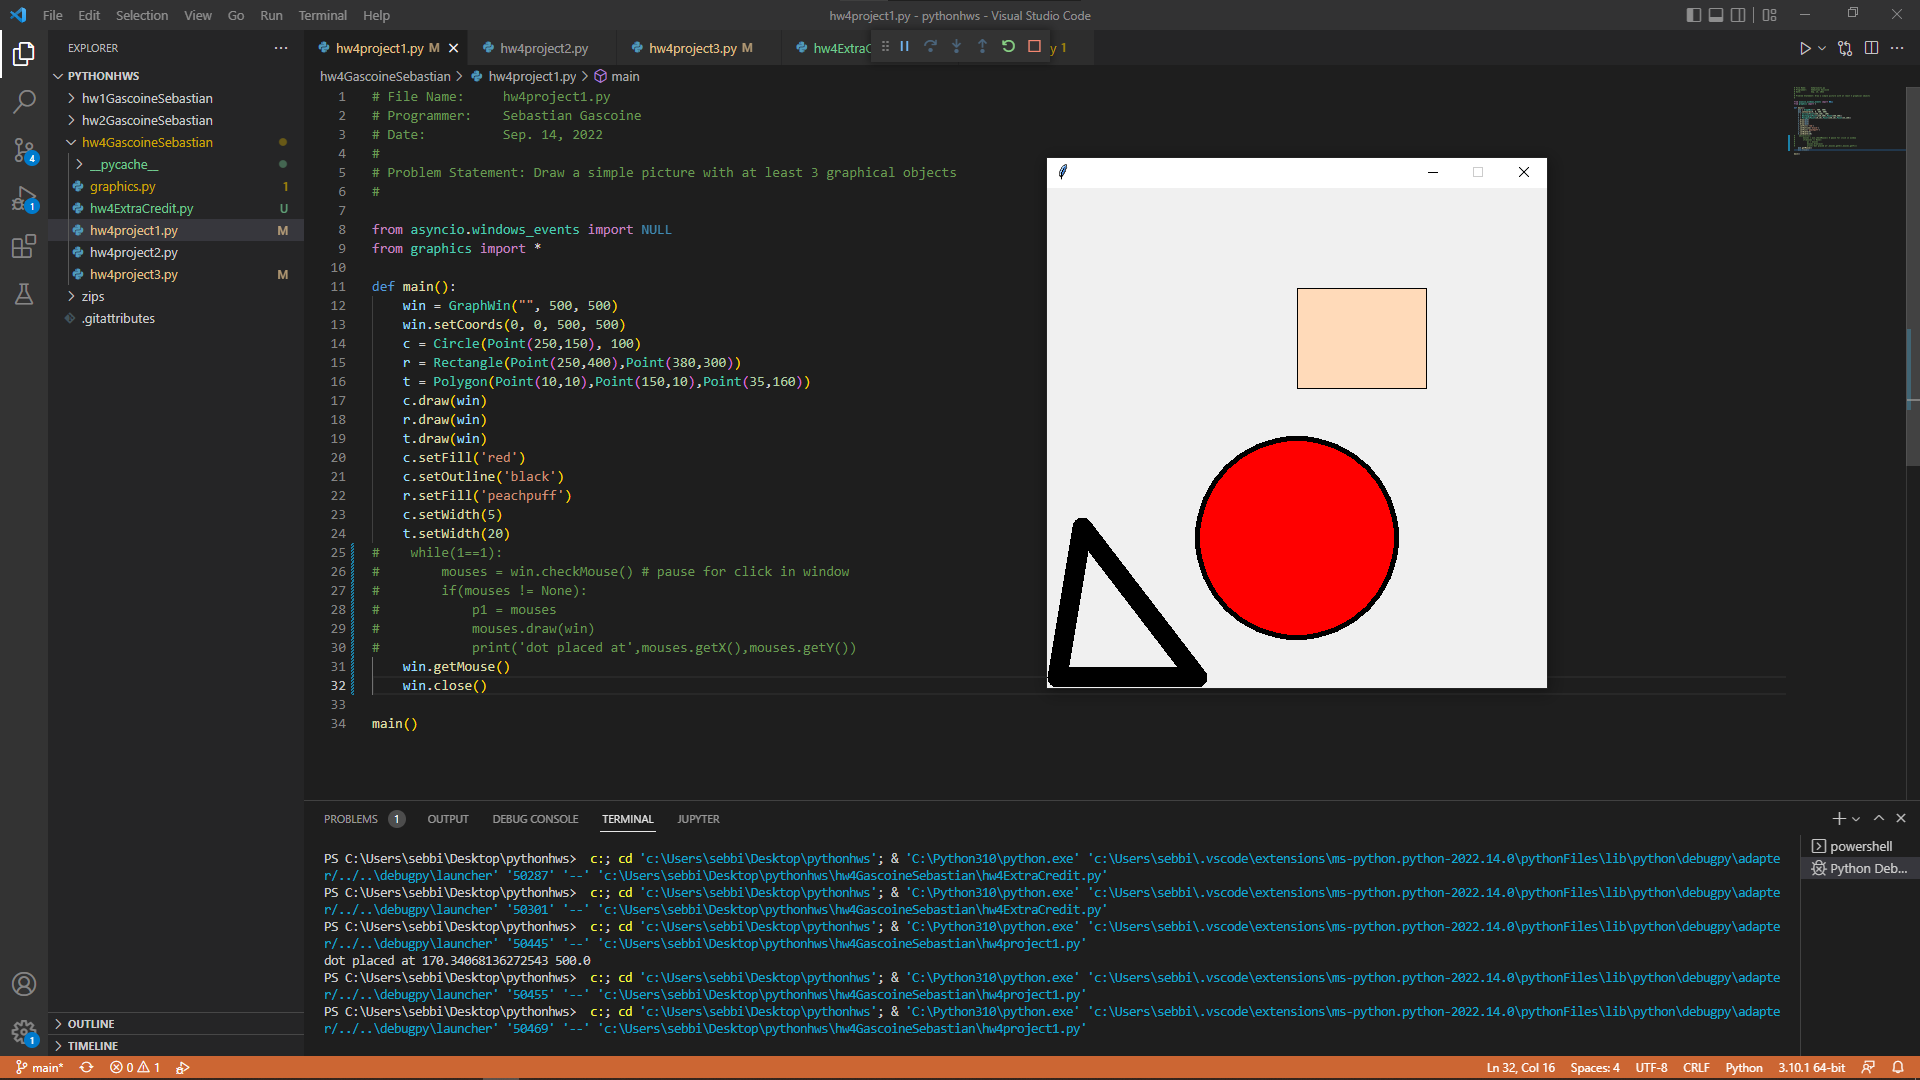 File Edit Selection View Go Run Terminal Help
hw4project1.py - pythonhws - Visual Studio Code
EXPLORER
hw4project1.py M
hw4project2.py
hw4project3.py M
hw4ExtraC
y 1
PYTHONHWS
hw1GascoineSebastian
hw2GascoineSebastian
hw4GascoineSebastian
__pycache__
graphics.py 1
hw4ExtraCredit.py U
hw4project1.py M
hw4project2.py
hw4project3.py M
zips
.gitattributes
OUTLINE
TIMELINE
4
1
1
hw4GascoineSebastian > hw4project1.py > main
1 # File Name:     hw4project1.py
2 # Programmer:    Sebastian Gascoine
3 # Date:          Sep. 14, 2022
4 #
5 # Problem Statement: Draw a simple picture with at least 3 graphical objects
6 #
7
8 from asyncio.windows_events import NULL
9 from graphics import *
10
11 def main():
12     win = GraphWin("", 500, 500)
13     win.setCoords(0, 0, 500, 500)
14     c = Circle(Point(250,150), 100)
15     r = Rectangle(Point(250,400),Point(380,300))
16     t = Polygon(Point(10,10),Point(150,10),Point(35,160))
17     c.draw(win)
18     r.draw(win)
19     t.draw(win)
20     c.setFill('red')
21     c.setOutline('black')
22     r.setFill('peachpuff')
23     c.setWidth(5)
24     t.setWidth(20)
25 #    while(1==1):
26 #        mouses = win.checkMouse() # pause for click in window
27 #        if(mouses != None):
28 #            p1 = mouses
29 #            mouses.draw(win)
30 #            print('dot placed at',mouses.getX(),mouses.getY())
31     win.getMouse()
32     win.close()
33
34 main()
PROBLEMS 1 OUTPUT DEBUG CONSOLE TERMINAL JUPYTER
PS C:\Users\sebbi\Desktop\pythonhws>  c:; cd 'c:\Users\sebbi\Desktop\pythonhws'; & 'C:\Python310\python.exe' 'c:\Users\sebbi\.vscode\extensions\ms-python.python-2022.14.0\pythonFiles\lib\python\debugpy\adapte
r/../..\debugpy\launcher' '50287' '--' 'c:\Users\sebbi\Desktop\pythonhws\hw4GascoineSebastian\hw4ExtraCredit.py'
PS C:\Users\sebbi\Desktop\pythonhws>  c:; cd 'c:\Users\sebbi\Desktop\pythonhws'; & 'C:\Python310\python.exe' 'c:\Users\sebbi\.vscode\extensions\ms-python.python-2022.14.0\pythonFiles\lib\python\debugpy\adapte
r/../..\debugpy\launcher' '50301' '--' 'c:\Users\sebbi\Desktop\pythonhws\hw4GascoineSebastian\hw4ExtraCredit.py'
PS C:\Users\sebbi\Desktop\pythonhws>  c:; cd 'c:\Users\sebbi\Desktop\pythonhws'; & 'C:\Python310\python.exe' 'c:\Users\sebbi\.vscode\extensions\ms-python.python-2022.14.0\pythonFiles\lib\python\debugpy\adapte
r/../..\debugpy\launcher' '50445' '--' 'c:\Users\sebbi\Desktop\pythonhws\hw4GascoineSebastian\hw4project1.py'
dot placed at 170.34068136272543 500.0
PS C:\Users\sebbi\Desktop\pythonhws>  c:; cd 'c:\Users\sebbi\Desktop\pythonhws'; & 'C:\Python310\python.exe' 'c:\Users\sebbi\.vscode\extensions\ms-python.python-2022.14.0\pythonFiles\lib\python\debugpy\adapte
r/../..\debugpy\launcher' '50455' '--' 'c:\Users\sebbi\Desktop\pythonhws\hw4GascoineSebastian\hw4project1.py'
PS C:\Users\sebbi\Desktop\pythonhws>  c:; cd 'c:\Users\sebbi\Desktop\pythonhws'; & 'C:\Python310\python.exe' 'c:\Users\sebbi\.vscode\extensions\ms-python.python-2022.14.0\pythonFiles\lib\python\debugpy\adapte
r/../..\debugpy\launcher' '50469' '--' 'c:\Users\sebbi\Desktop\pythonhws\hw4GascoineSebastian\hw4project1.py'
powershell
Python Deb...
main* 0 1
Ln 32, Col 16 Spaces: 4 UTF-8 CRLF Python 3.10.1 64-bit